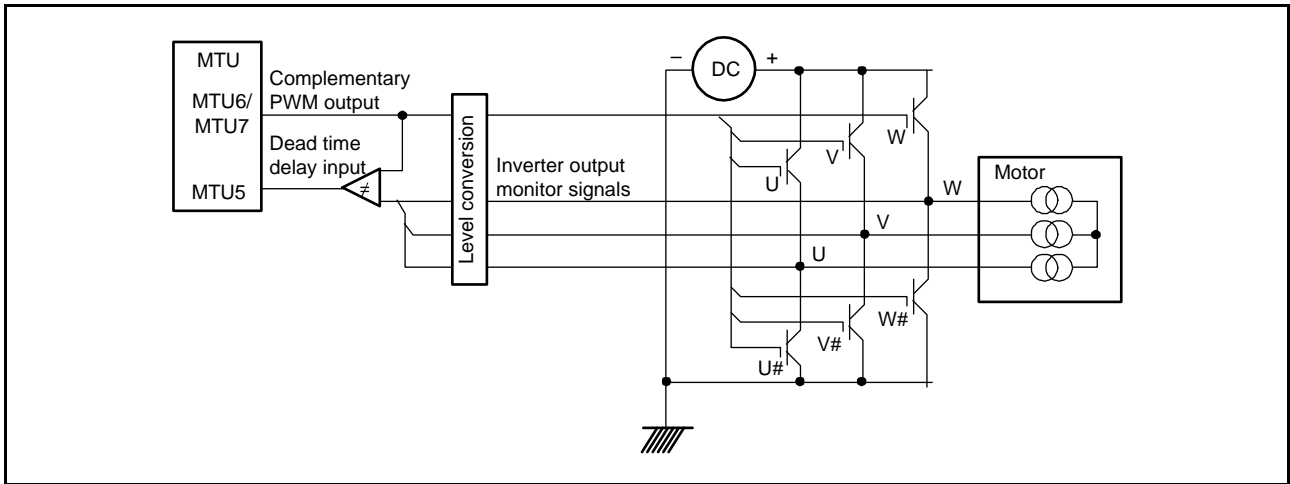 MTU
MTU6/
MTU7
MTU5
Complementary
PWM output
Dead time
delay input
≠
Level conversion
Inverter output
monitor signals
− DC +
W
V
U
W
V
U
W#
V#
U#
Motor